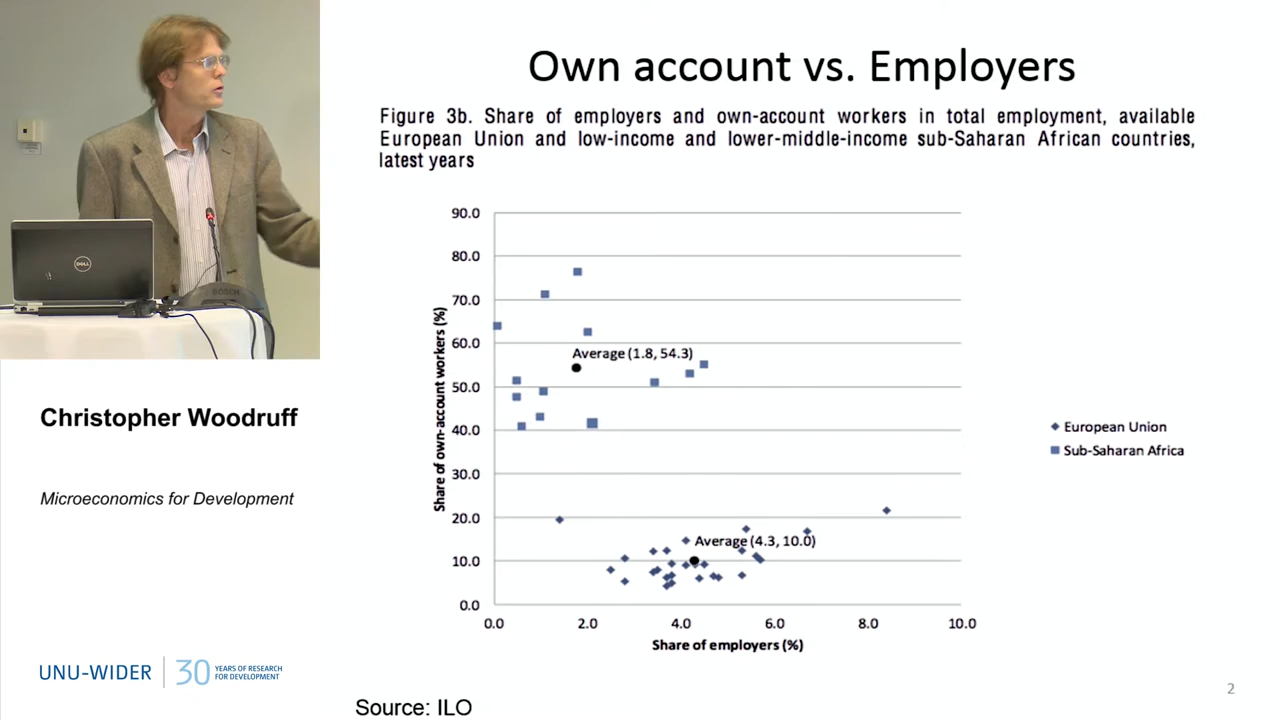 Own account vs. Employers
Figure 3b. Share of employers and own-account workers in total employment, available
European Union and low-income and lower-middle-income sub-Saharan African countries,
latest years
90.0
80.0
70.0
60.0
50.0
40.0
30.0
20.0
10.0
0.0
Share of own-account workers (%)
Average (1.8, 54.3)
Average (4.3, 10.0)
0.0 2.0 4.0 6.0 8.0 10.0
Share of employers (%)
European Union
Sub-Saharan Africa
DELL
BOSCH
Christopher Woodruff
Microeconomics for Development
UNU-WIDER
30 YEARS OF RESEARCH
FOR DEVELOPMENT
Source: ILO
2